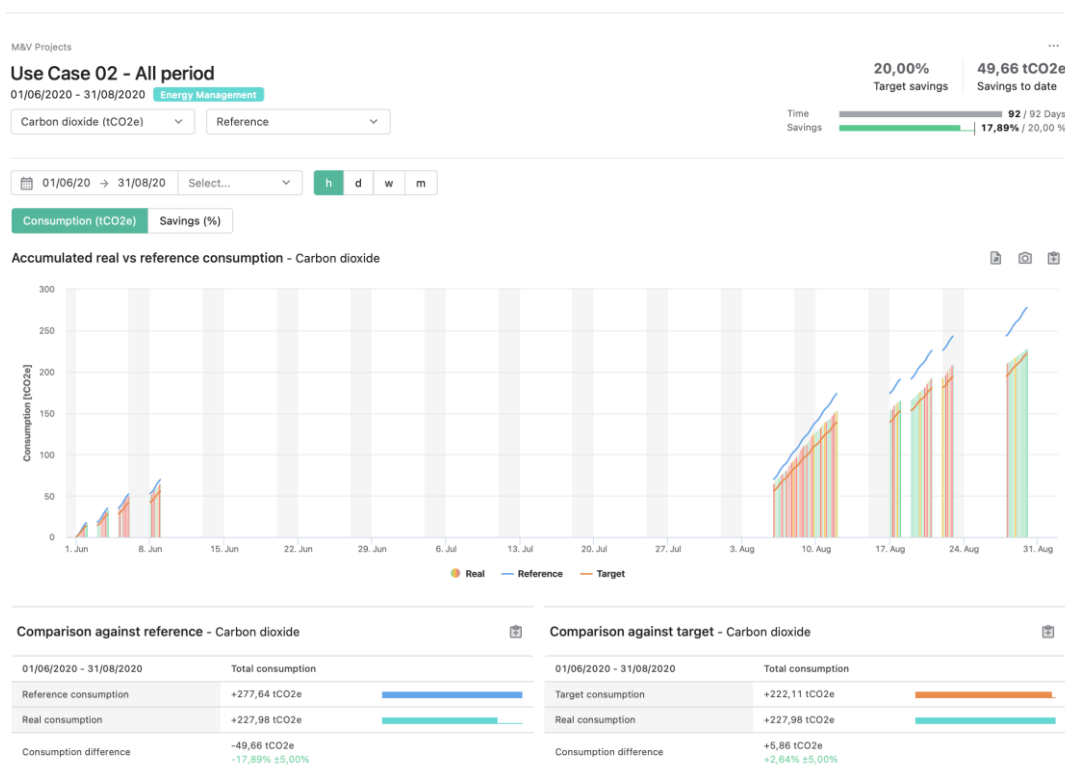 M&V Projects
...
Use Case 02 - All period
01/06/2020 - 31/08/2020 Energy Management
20,00% 49,66 tCO2e
Target savings Savings to date
Carbon dioxide (tCO2e) Reference
Time 92 / 92 Days
Savings 17,89% / 20,00 %
01/06/20 → 31/08/20 Select... h d w m
Consumption (tCO2e) Savings (%)
Accumulated real vs reference consumption - Carbon dioxide
Consumption [tCO2e]
300
250
200
150
100
50
0
1. Jun 8. Jun 15. Jun 22. Jun 29. Jun 6. Jul 13. Jul 20. Jul 27. Jul 3. Aug 10. Aug 17. Aug 24. Aug 31. Aug
Real Reference Target
Comparison against reference - Carbon dioxide
01/06/2020 - 31/08/2020 Total consumption
Reference consumption +277,64 tCO2e
Real consumption +227,98 tCO2e
Consumption difference -49,66 tCO2e
-17,89% ±5,00%
Comparison against target - Carbon dioxide
01/06/2020 - 31/08/2020 Total consumption
Target consumption +222,11 tCO2e
Real consumption +227,98 tCO2e
Consumption difference +5,86 tCO2e
+2,64% ±5,00%